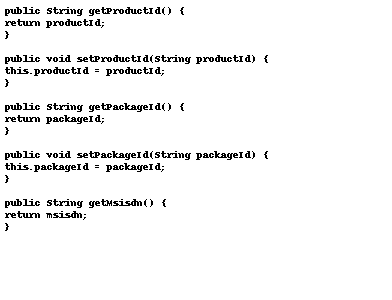 public String getProductId() {
return productId;
}
public void setProductId(String productId) {
this.productId = productId;
}
public String getPackageId() {
return packageId;
}
public void setPackageId(String packageId) {
this.packageId = packageId;
}
public String getMsisdn() {
return msisdn;
}